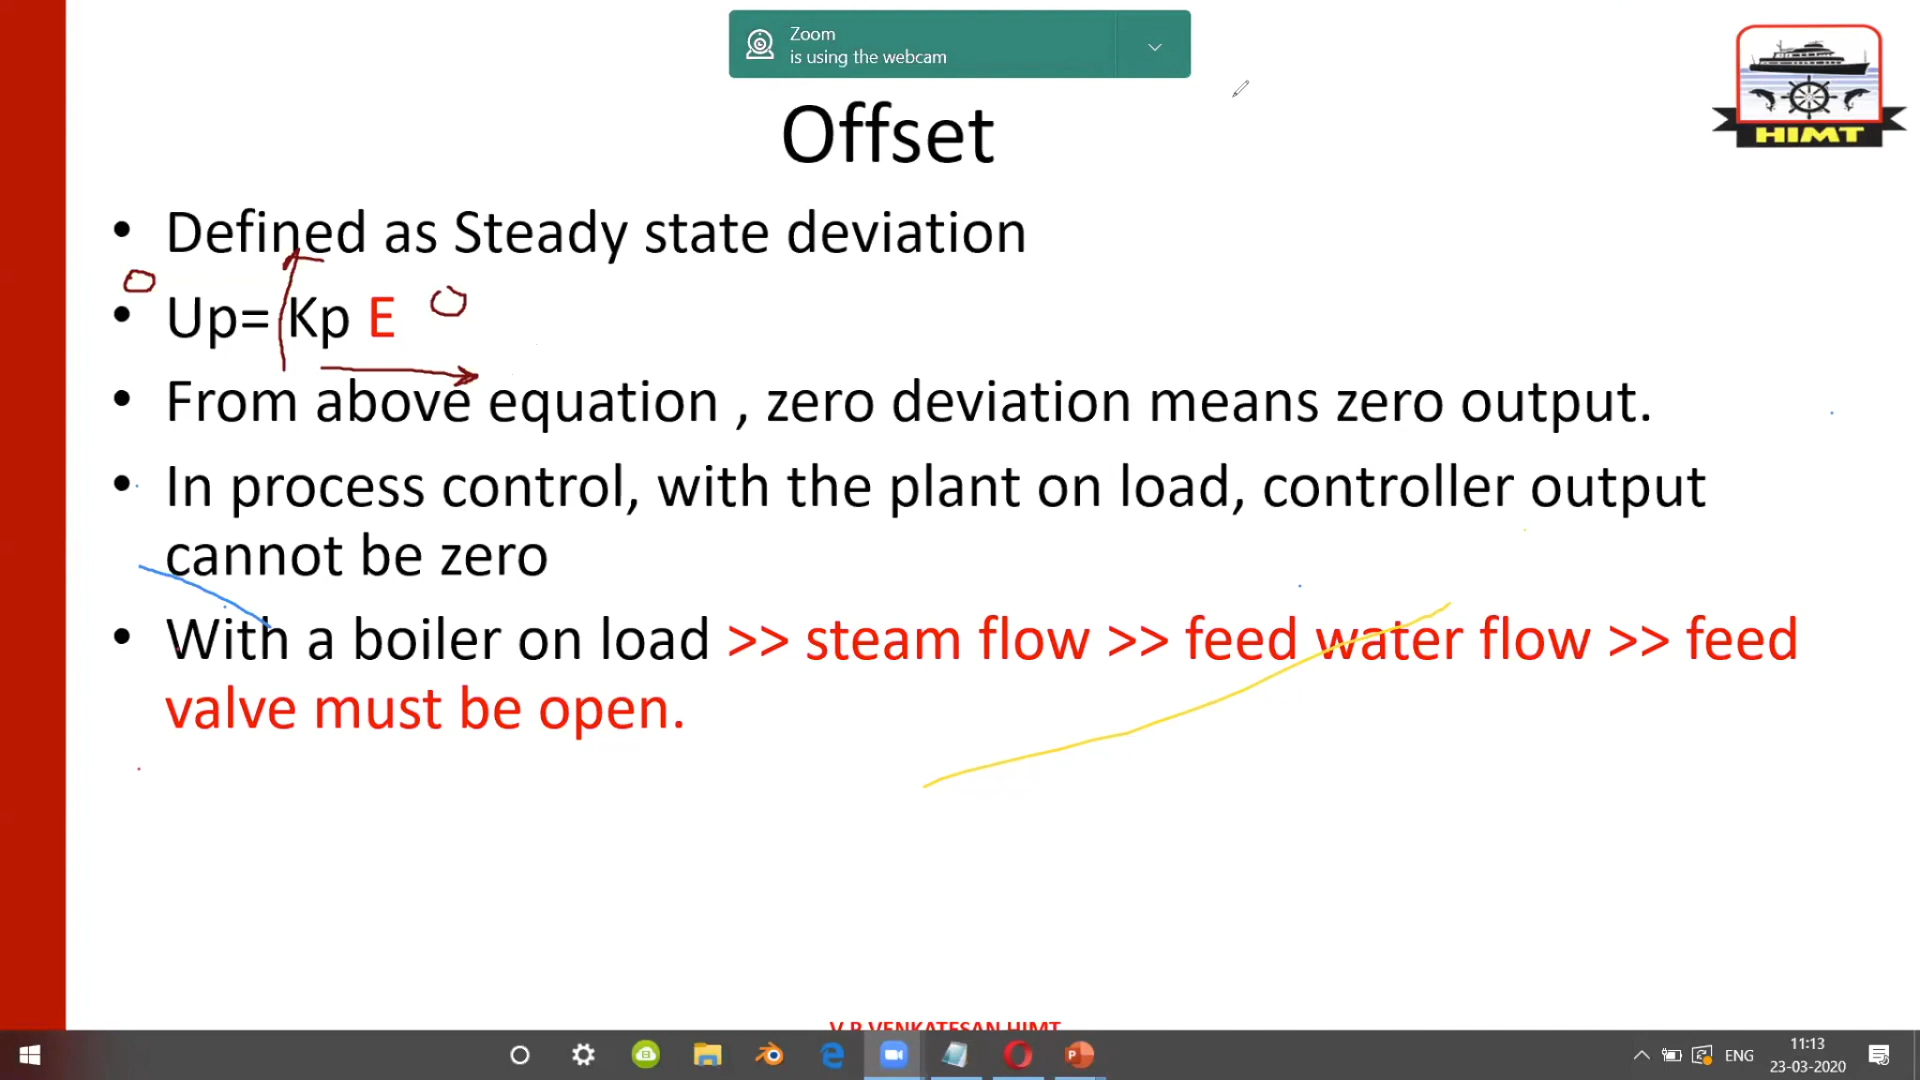 Zoom
is using the webcam
HIMT
Offset
• Defined as Steady state deviation
• Up= Kp E
• From above equation , zero deviation means zero output.
• In process control, with the plant on load, controller output
cannot be zero
• With a boiler on load >> steam flow >> feed water flow >> feed
valve must be open.
V R VENKATESAN HIMT
ENG
11:13
23-03-2020